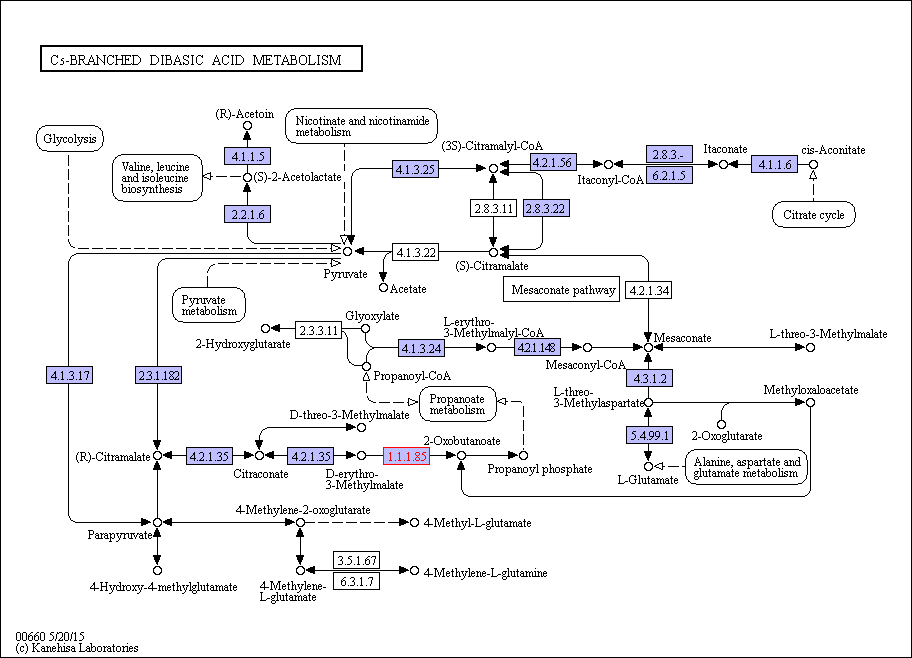 C5-BRANCHED DIBASIC ACID METABOLISM
(R)-Acetoin
Nicotinate and nicotinamide
metabolism
Glycolysis
(3S)-Citramalyl-CoA
Itaconate
cis-Aconitate
4.1.1.5
Valine, leucine
and isoleucine
biosynthesis
(S)-2-Acetolactate
4.1.3.25
4.2.1.56
2.8.3.-
6.2.1.5
4.1.1.6
Itaconyl-CoA
2.2.1.6
2.8.3.11
2.8.3.22
Citrate cycle
4.1.3.22
Pyruvate
(S)-Citramalate
Acetate
Mesaconate pathway
4.2.1.34
Pyruvate
metabolism
Glyoxylate
2.3.3.11
2-Hydroxyglutarate
L-erythro-
3-Methylmalyl-CoA
Mesaconate
L-threo-3-Methylmalate
4.1.3.24
4.2.1.148
Mesaconyl-CoA
4.1.3.17
2.3.1.182
Propanoyl-CoA
4.3.1.2
Propanoate
metabolism
L-threo-
3-Methylaspartate
Methyloxaloacetate
D-threo-3-Methylmalate
5.4.99.1
2-Oxoglutarate
2-Oxobutanoate
(R)-Citramalate
4.2.1.35
Citraconate
4.2.1.35
D-erythro-
3-Methylmalate
1.1.1.85
Propanoyl phosphate
L-Glutamate
Alanine, aspartate and
glutamate metabolism
4-Methylene-2-oxoglutarate
Parapyruvate
4-Methyl-L-glutamate
3.5.1.67
6.3.1.7
4-Hydroxy-4-methylglutamate
4-Methylene-
L-glutamate
4-Methylene-L-glutamine
00660 5/20/15
(c) Kanehisa Laboratories